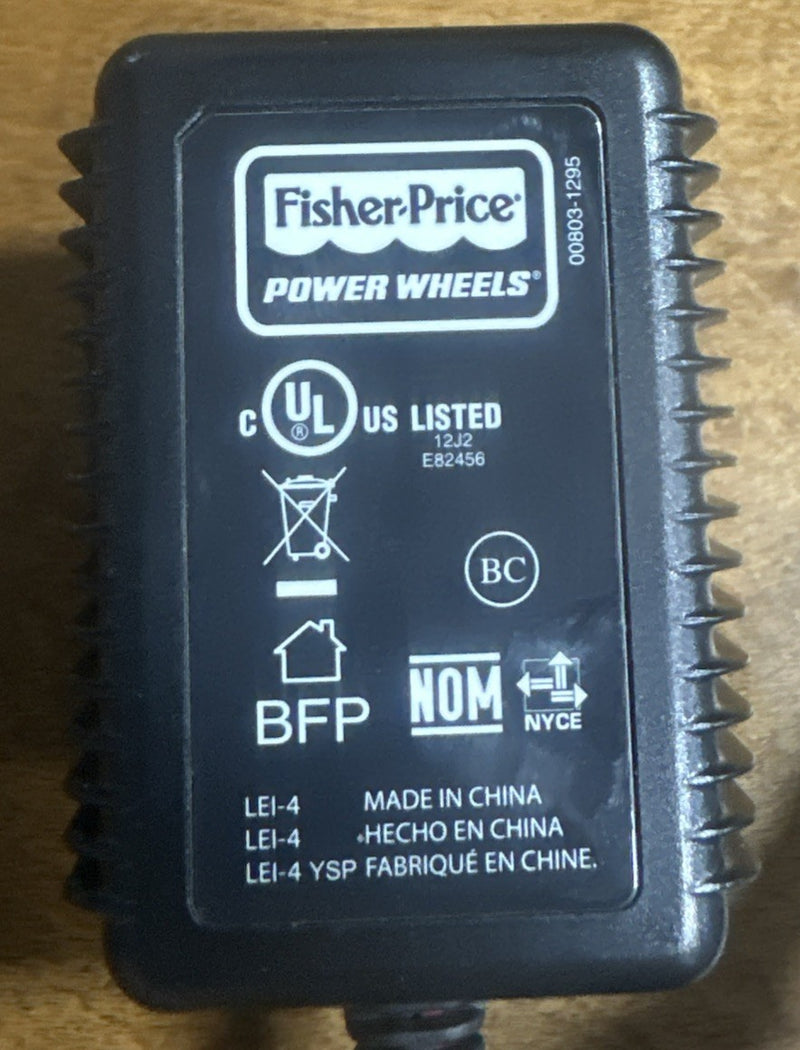 Fisher-Price®
POWER WHEELS®
00803-1295
C UL® US LISTED
12J2
E82456
BC
BFP
NOM
NYCE
LEI-4 MADE IN CHINA
LEI-4 HECHO EN CHINA
LEI-4 YSP FABRIQUÉ EN CHINE.